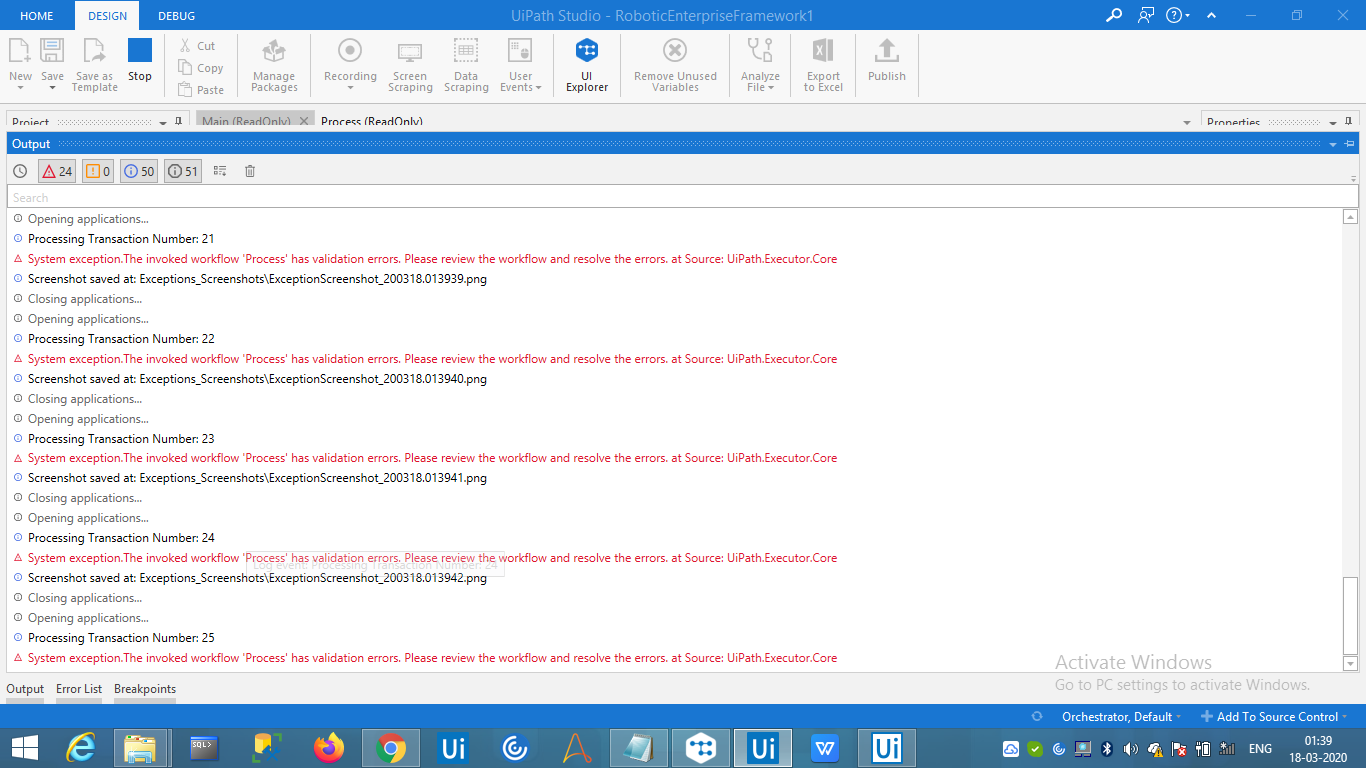 HOME DESIGN DEBUG UiPath Studio - RoboticEnterpriseFramework1
New Save Save as Template Stop
Cut
Copy
Paste
Manage Packages
Recording
Screen Scraping
Data Scraping
User Events
UI Explorer
Remove Unused Variables
Analyze File
Export to Excel
Publish
Project Main (ReadOnly) Process (ReadOnly) Properties
Output
24 0 50 51
Search
Opening applications...
Processing Transaction Number: 21
System exception.The invoked workflow 'Process' has validation errors. Please review the workflow and resolve the errors. at Source: UiPath.Executor.Core
Screenshot saved at: Exceptions_Screenshots\ExceptionScreenshot_200318.013939.png
Closing applications...
Opening applications...
Processing Transaction Number: 22
System exception.The invoked workflow 'Process' has validation errors. Please review the workflow and resolve the errors. at Source: UiPath.Executor.Core
Screenshot saved at: Exceptions_Screenshots\ExceptionScreenshot_200318.013940.png
Closing applications...
Opening applications...
Processing Transaction Number: 23
System exception.The invoked workflow 'Process' has validation errors. Please review the workflow and resolve the errors. at Source: UiPath.Executor.Core
Screenshot saved at: Exceptions_Screenshots\ExceptionScreenshot_200318.013941.png
Closing applications...
Opening applications...
Processing Transaction Number: 24
System exception.The invoked workflow 'Process' has validation errors. Please review the workflow and resolve the errors. at Source: UiPath.Executor.Core
Log event: Processing Transaction Number: 24
Screenshot saved at: Exceptions_Screenshots\ExceptionScreenshot_200318.013942.png
Closing applications...
Opening applications...
Processing Transaction Number: 25
System exception.The invoked workflow 'Process' has validation errors. Please review the workflow and resolve the errors. at Source: UiPath.Executor.Core
Activate Windows
Go to PC settings to activate Windows.
Output Error List Breakpoints
Orchestrator, Default Add To Source Control
SQL> Ui Ui W Ui ENG 01:39
18-03-2020